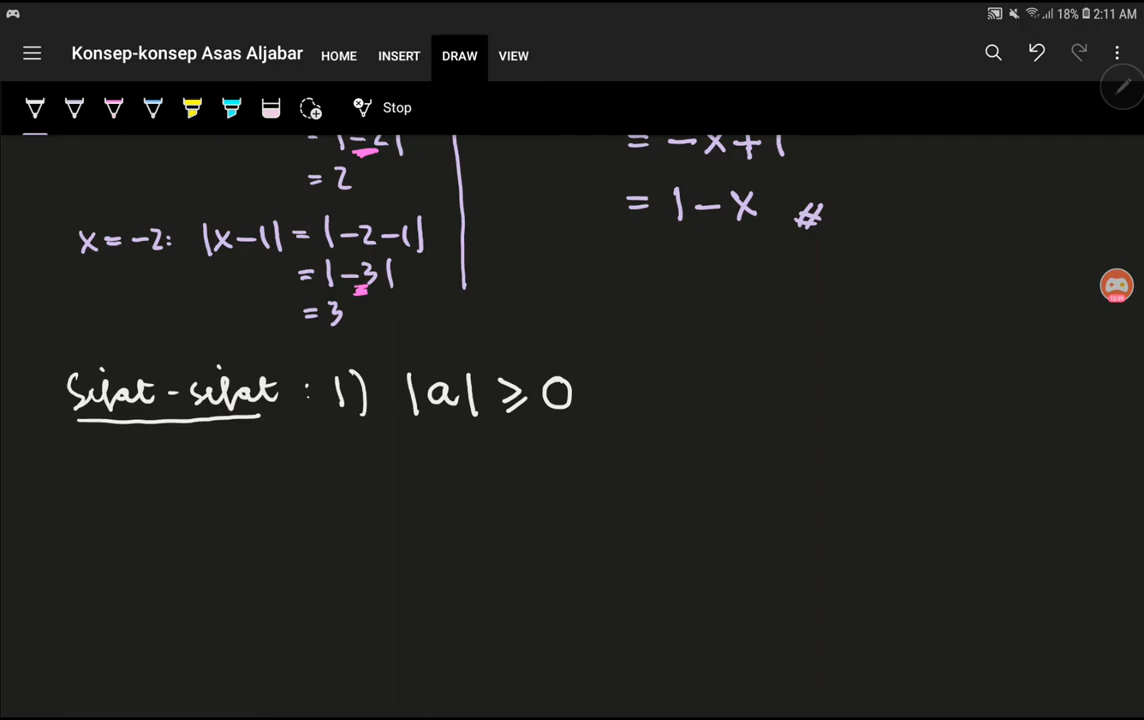 18% 2:11 AM
Konsep-konsep Asas Aljabar HOME INSERT DRAW VIEW
Stop
= |-2|
= 2
x = -2: |x-1| = |-2-1|
= |-3|
= 3
= -x+1
= 1-x #
Sifat-sifat : 1) |a| ⩾ 0